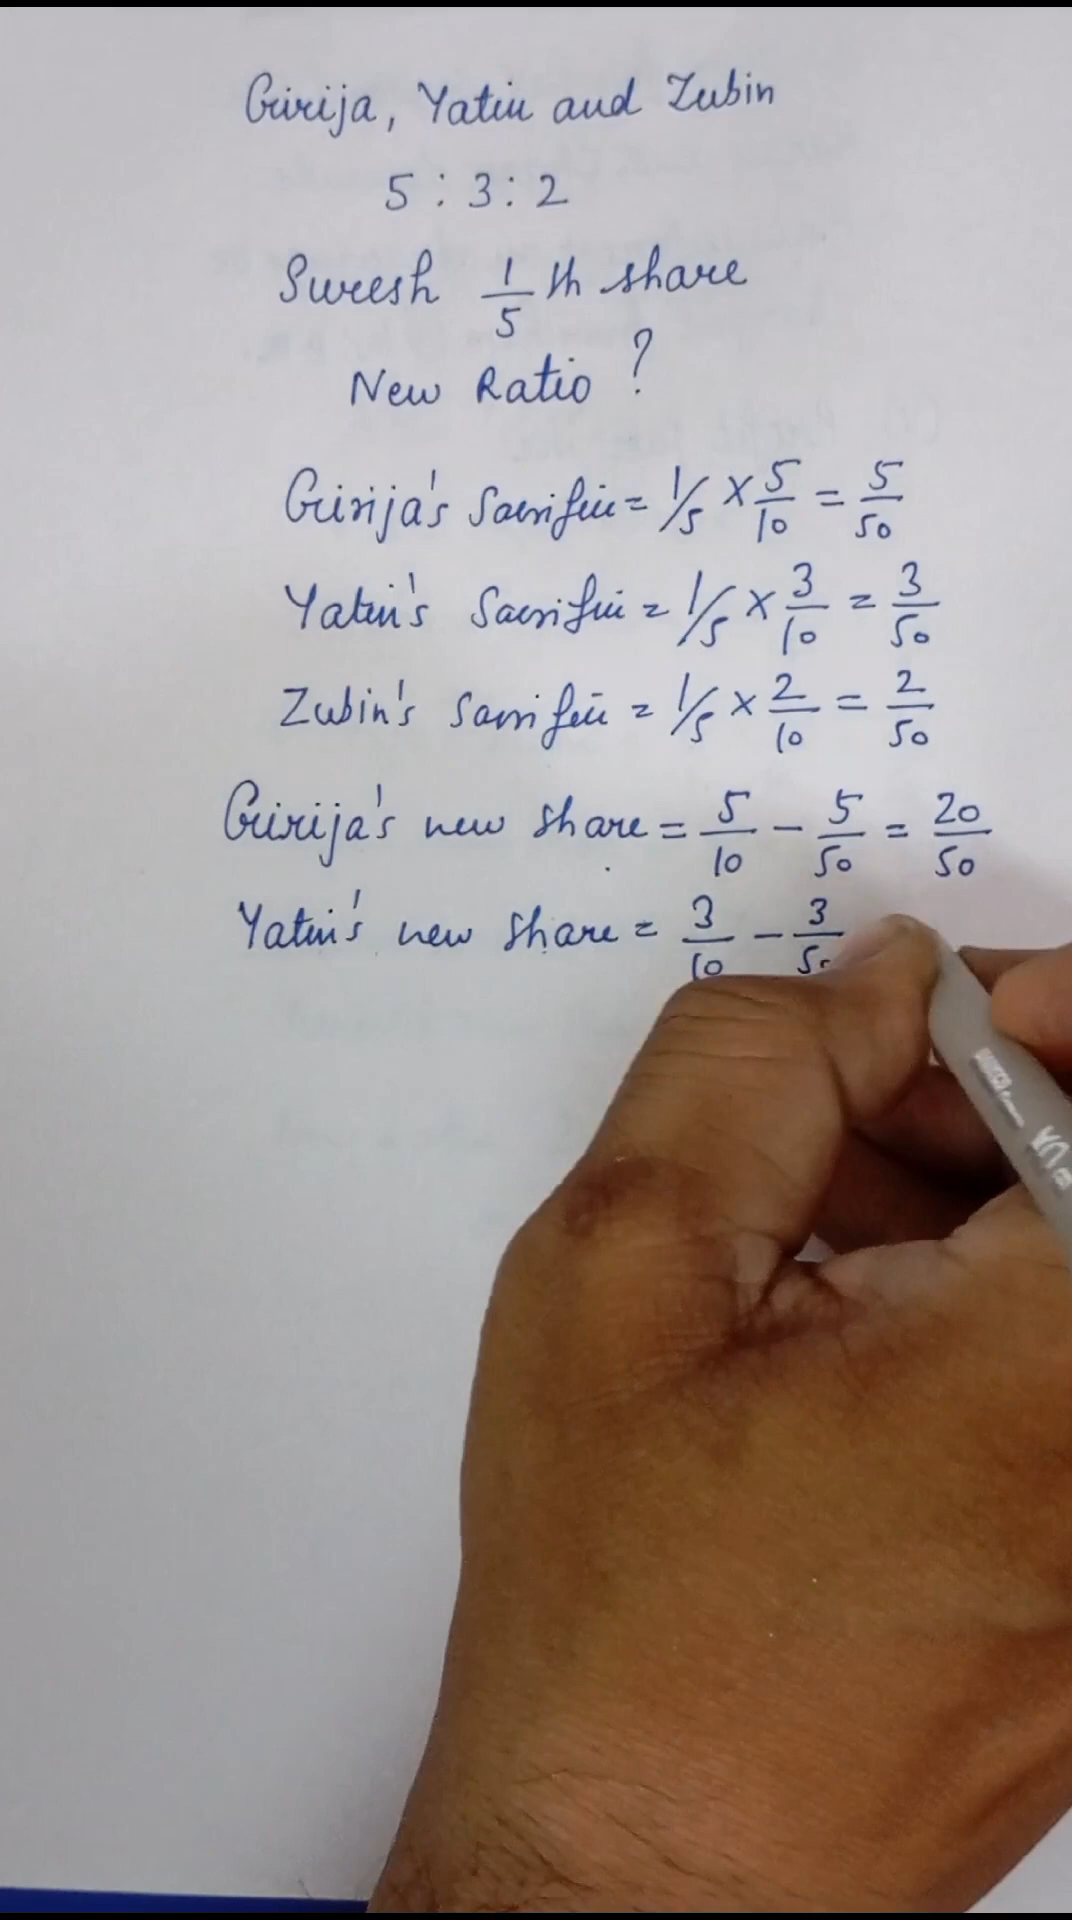 Girija, Yatin and Zubin
5 : 3 : 2
Suresh 1/5 th share
New Ratio ?
Girija's Sacrifice = 1/5 × 5/10 = 5/50
Yatin's Sacrifice = 1/5 × 3/10 = 3/50
Zubin's Sacrifice = 1/5 × 2/10 = 2/50
Girija's new share = 5/10 - 5/50 = 20/50
Yatin's new share = 3/10 - 3/50